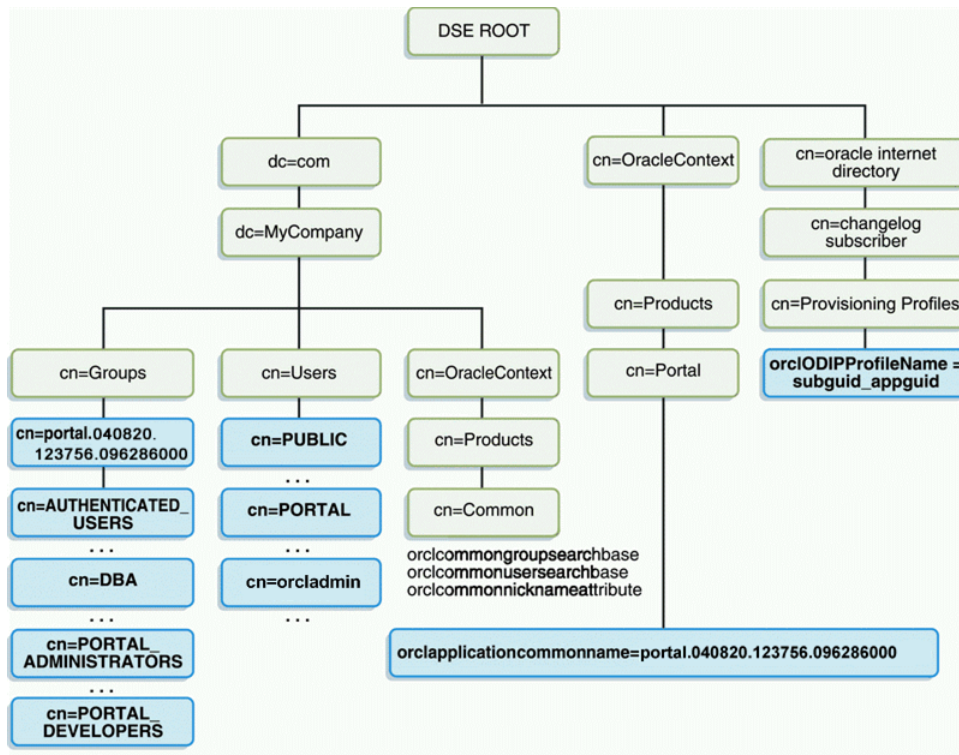 DSE ROOT
dc=com
cn=OracleContext
cn=oracle internet
directory
dc=MyCompany
cn=changelog
subscriber
cn=Products
cn=Provisioning Profiles
cn=Groups
cn=Users
cn=OracleContext
cn=Portal
orclODIPProfileName =
subguid_appguid
cn=portal.040820.
123756.096286000
cn=PUBLIC
cn=Products
...
cn=AUTHENTICATED_
USERS
cn=PORTAL
cn=Common
...
...
orclcommongroupsearchbase
orclcommonusersearchbase
orclcommonnicknameattribute
cn=DBA
cn=orcladmin
...
...
cn=PORTAL_
ADMINISTRATORS
orclapplicationcommonname=portal.040820.123756.096286000
...
cn=PORTAL_
DEVELOPERS